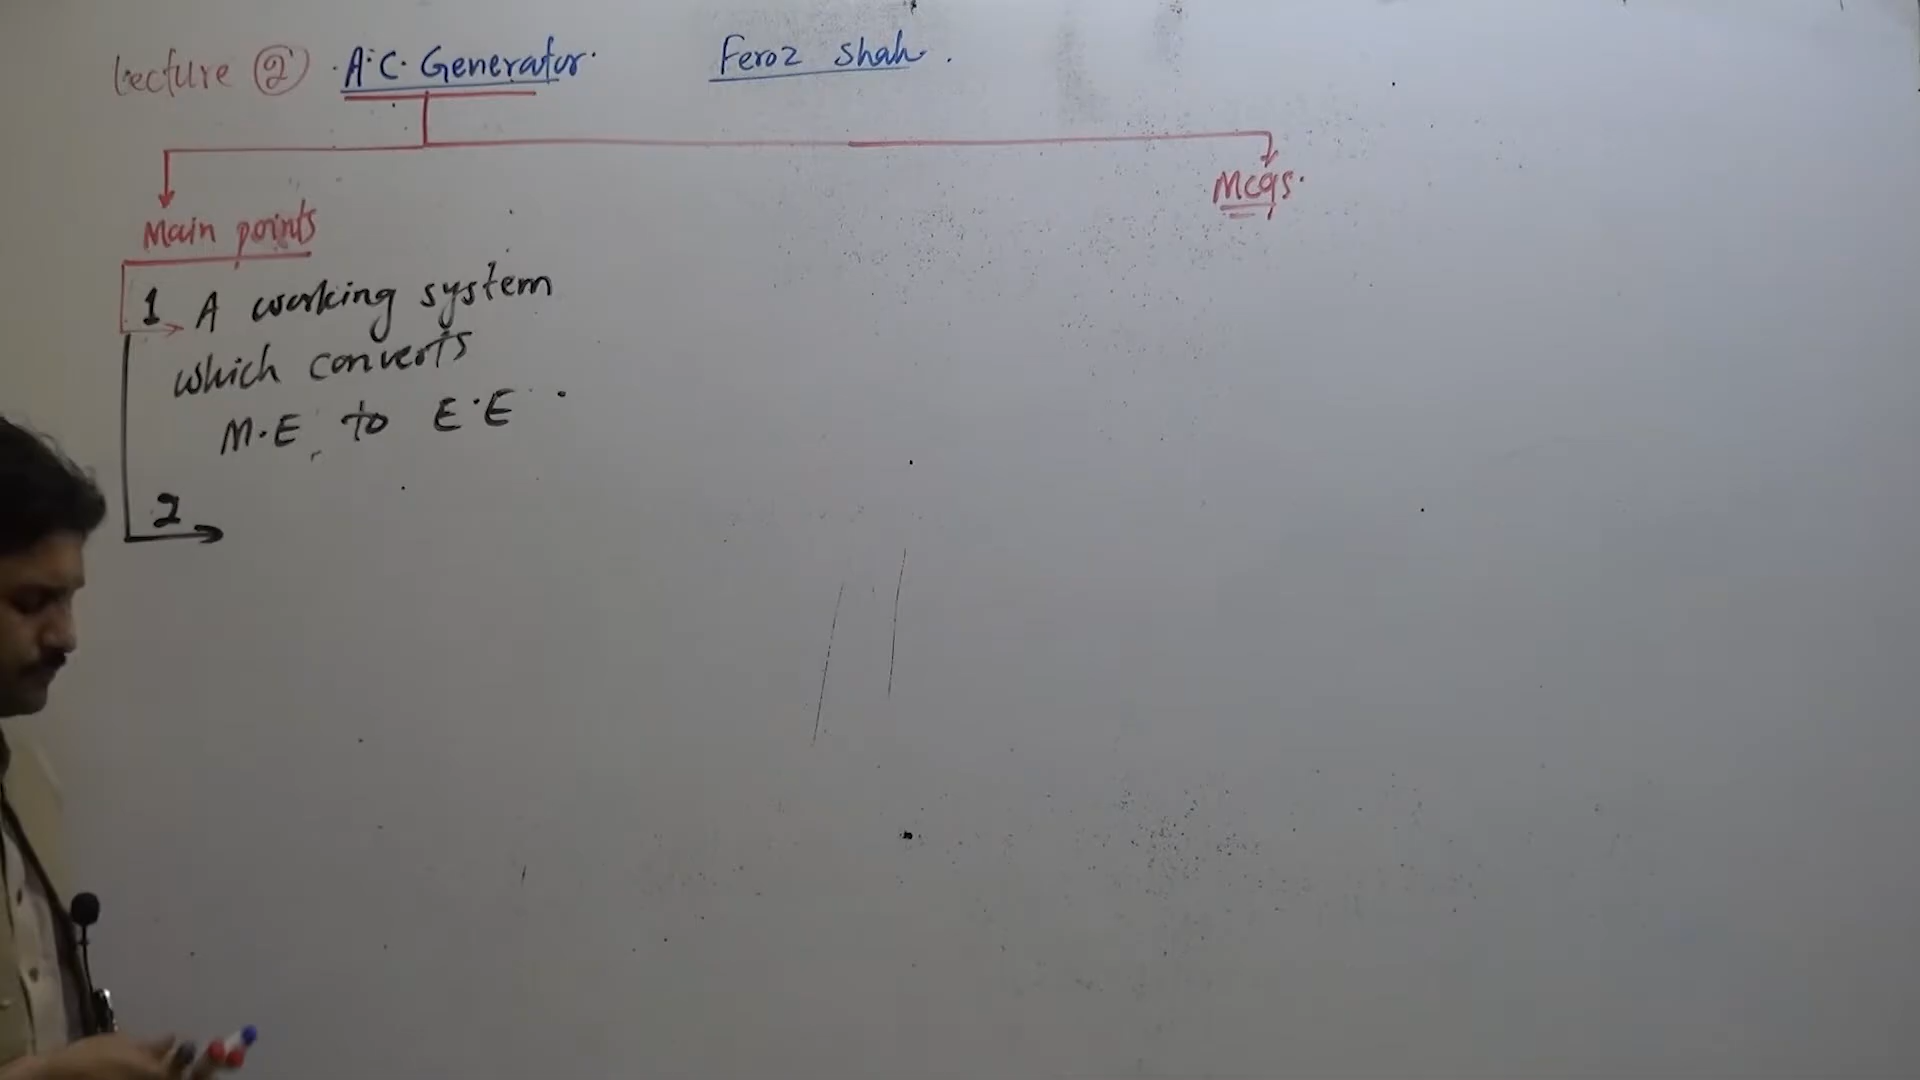 Lecture ② A.C. Generator. Feroz Shah.
Main points
Mcqs.
1 A working system
which converts
M.E to E.E.
2